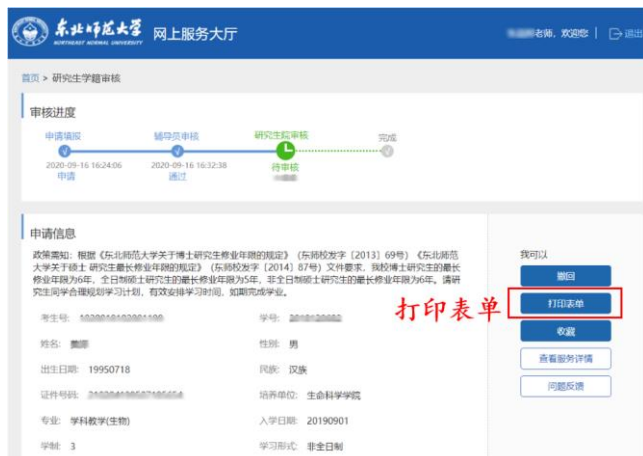 东北师范大学
NORTHEAST NORMAL UNIVERSITY
网上服务大厅
老师, 欢迎您 | 退出
首页 > 研究生学籍审核
审核进度
申请填报 辅导员审核 研究生院审核 完成
2020-09-16 16:24:06 2020-09-16 16:32:38 待审核
申请 通过
申请信息
政策需知: 根据《东北师范大学关于博士研究生修业年限的规定》 (东师校发字 [2013] 69号) 《东北师范
大学关于硕士 研究生最长修业年限的规定》 (东师校发字 [2014] 87号) 文件要求, 我校博士研究生的最长
修业年限为6年, 全日制硕士研究生的最长修业年限为5年, 非全日制硕士研究生的最长修业年限为6年。请研
究生同学合理规划学习计划, 有效安排学习时间, 如期完成学业。
考生号: 学号:
姓名: 性别: 男
出生日期: 19950718 民族: 汉族
证件号码: 培养单位: 生命科学学院
专业: 学科教学(生物) 入学日期: 20190901
学制: 3 学习形式: 非全日制
我可以
撤回
打印表单
打印表单
收藏
查看服务详情
问题反馈